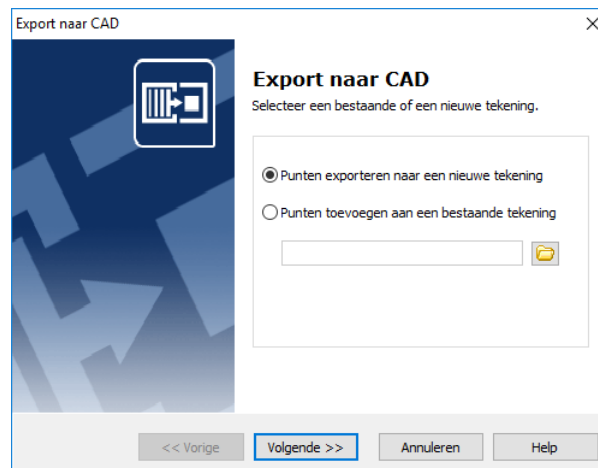 Export naar CAD
Export naar CAD
Selecteer een bestaande of een nieuwe tekening.
Punten exporteren naar een nieuwe tekening
Punten toevoegen aan een bestaande tekening
<< Vorige
Volgende >>
Annuleren
Help